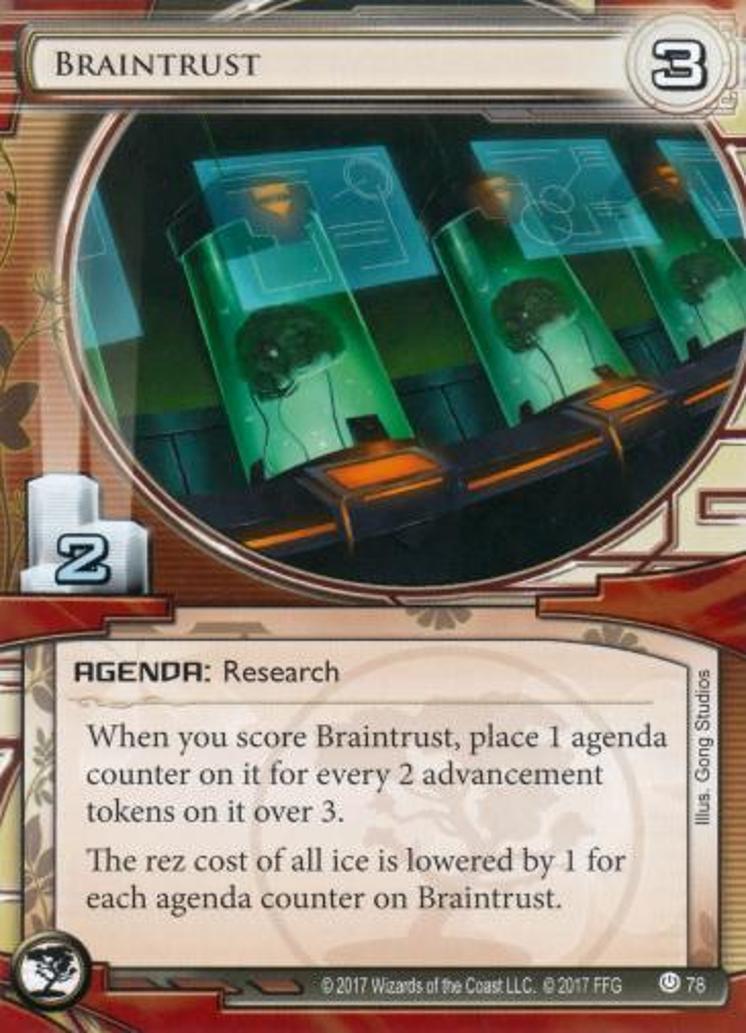 BRAINTRUST
3
2
AGENDA: Research
When you score Braintrust, place 1 agenda
counter on it for every 2 advancement
tokens on it over 3.
The rez cost of all ice is lowered by 1 for
each agenda counter on Braintrust.
Illus. Gong Studios
© 2017 Wizards of the Coast LLC. © 2017 FFG
78